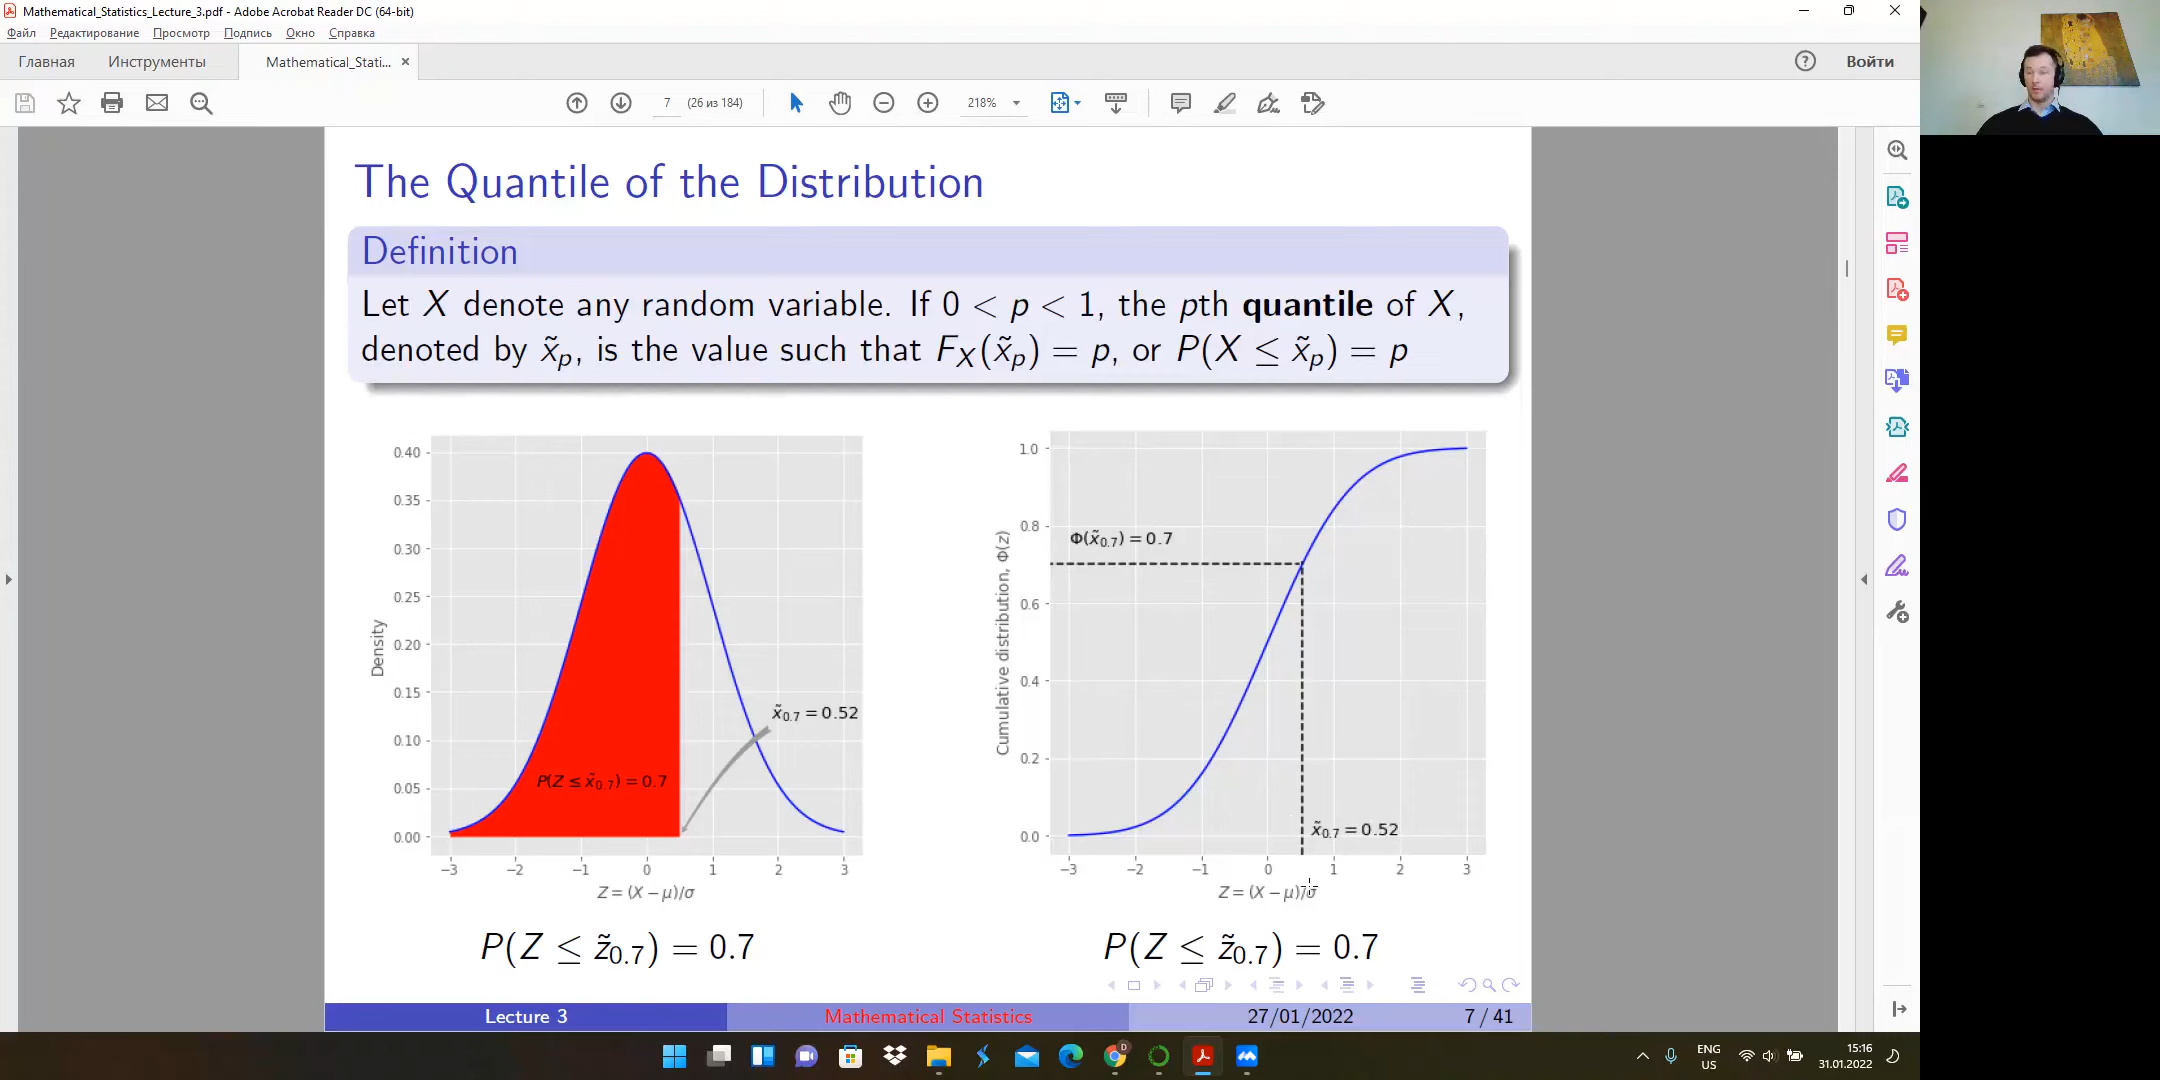 Mathematical_Statistics_Lecture_3.pdf - Adobe Acrobat Reader DC (64-bit)
Файл Редактирование Просмотр Подпись Окно Справка
Главная Инструменты Mathematical_Stati... × Войти
7 (26 из 184) 218%
The Quantile of the Distribution
Definition
Let X denote any random variable. If 0 < p < 1, the pth quantile of X,
denoted by x̃ₚ, is the value such that F_X(x̃ₚ) = p, or P(X ≤ x̃ₚ) = p
0.40
0.35
0.30
0.25
0.20
0.15
0.10
0.05
0.00
Density
x̃₀.₇ = 0.52
P(Z ≤ x̃₀.₇) = 0.7
−3 −2 −1 0 1 2 3
Z = (X − μ)/σ
P(Z ≤ z̃₀.₇) = 0.7
1.0
0.8
0.6
0.4
0.2
0.0
Cumulative distribution, Φ(z)
Φ(x̃₀.₇) = 0.7
x̃₀.₇ = 0.52
−3 −2 −1 0 1 2 3
Z = (X − μ)/σ
P(Z ≤ z̃₀.₇) = 0.7
Lecture 3 Mathematical Statistics 27/01/2022 7 / 41
ENG
US
15:16
31.01.2022